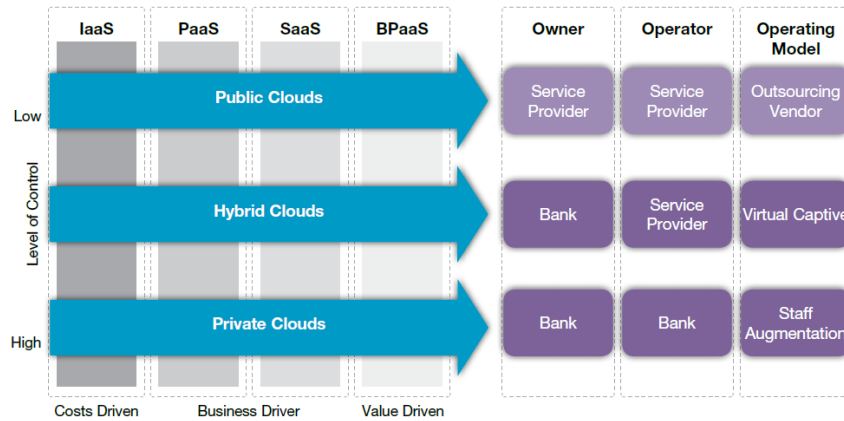 IaaS PaaS SaaS BPaaS Owner Operator Operating
Model
Low
Public Clouds
Service
Provider
Service
Provider
Outsourcing
Vendor
Level of Control
Hybrid Clouds
Bank
Service
Provider
Virtual Captive
High
Private Clouds
Bank
Bank
Staff
Augmentation
Costs Driven Business Driver Value Driven